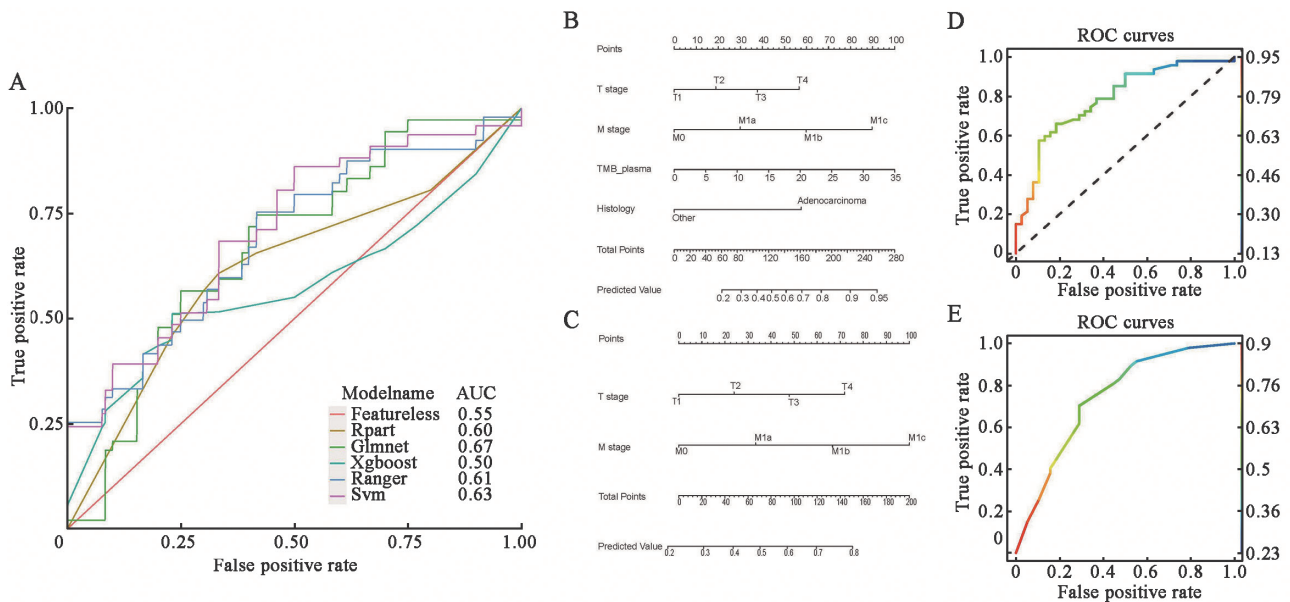 A
1.00
0.75
0.50
0.25
0
0.25
0.50
0.75
1.00
True positive rate
False positive rate
Modelname AUC
Featureless 0.55
Rpart 0.60
Glmnet 0.67
Xgboost 0.50
Ranger 0.61
Svm 0.63
B
Points
0 10 20 30 40 50 60 70 80 90 100
T stage
T2 T4
T1 T3
M stage
M1a M1c
M0 M1b
TMB_plasma
0 5 10 15 20 25 30 35
Histology
Adenocarcinoma
Other
Total Points
0 20 40 60 80 100 120 140 160 180 200 220 240 260 280
Predicted Value
0.2 0.3 0.4 0.5 0.6 0.7 0.8 0.9 0.95
C
Points
0 10 20 30 40 50 60 70 80 90 100
T stage
T2 T4
T1 T3
M stage
M1a M1c
M0 M1b
Total Points
0 20 40 60 80 100 120 140 160 180 200
Predicted Value
0.2 0.3 0.4 0.5 0.6 0.7 0.8
D
ROC curves
1.0 0.95
0.8 0.79
0.6 0.63
0.4 0.46
0.2 0.30
0 0.13
0 0.2 0.4 0.6 0.8 1.0
True positive rate
False positive rate
E
ROC curves
1.0 0.9
0.8 0.76
0.6 0.63
0.4 0.5
0.2 0.36
0 0.23
0 0.2 0.4 0.6 0.8 1.0
True positive rate
False positive rate